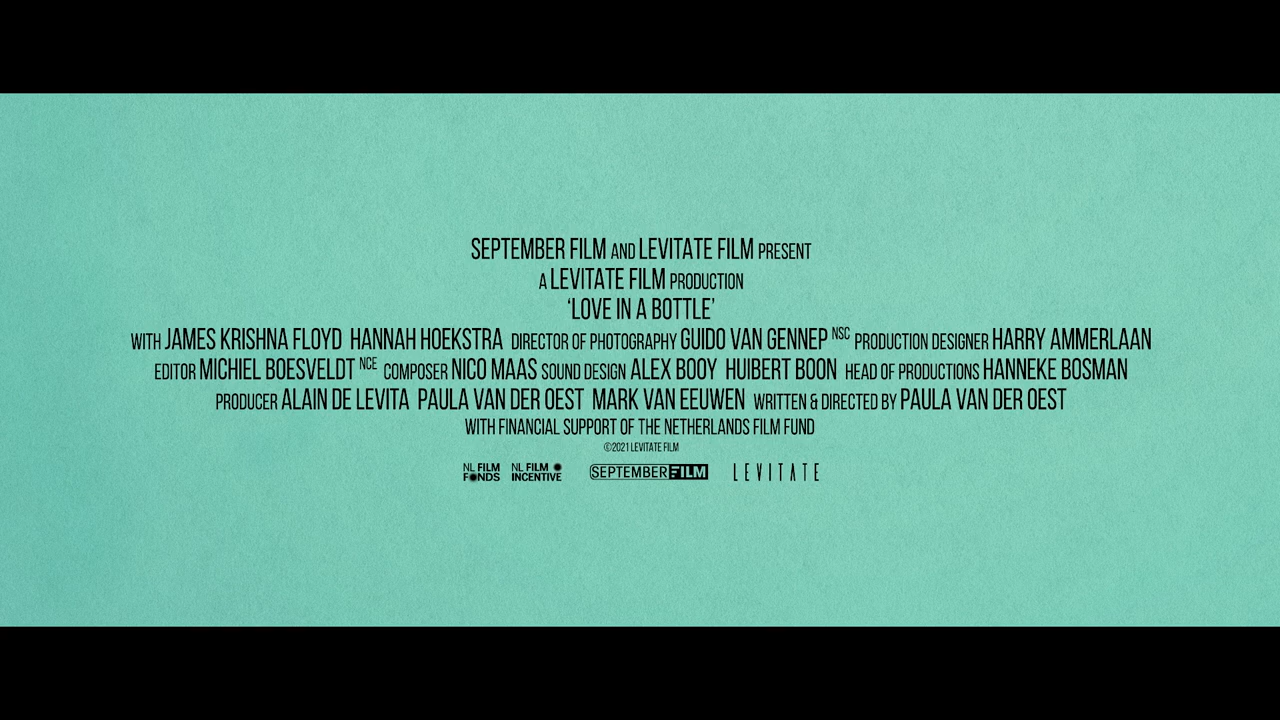 SEPTEMBER FILM AND LEVITATE FILM PRESENT
A LEVITATE FILM PRODUCTION
‘LOVE IN A BOTTLE’
WITH JAMES KRISHNA FLOYD HANNAH HOEKSTRA DIRECTOR OF PHOTOGRAPHY GUIDO VAN GENNEP NSC PRODUCTION DESIGNER HARRY AMMERLAAN
EDITOR MICHIEL BOESVELDT NCE COMPOSER NICO MAAS SOUND DESIGN ALEX BOOY HUIBERT BOON HEAD OF PRODUCTIONS HANNEKE BOSMAN
PRODUCER ALAIN DE LEVITA PAULA VAN DER OEST MARK VAN EEUWEN WRITTEN & DIRECTED BY PAULA VAN DER OEST
WITH FINANCIAL SUPPORT OF THE NETHERLANDS FILM FUND
©2021 LEVITATE FILM
NL FILM FONDS NL FILM INCENTIVE SEPTEMBER FILM LEVITATE